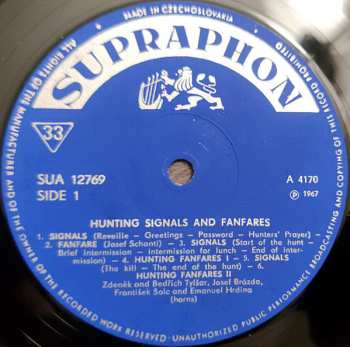 MADE IN CZECHOSLOVAKIA
ALL RIGHTS OF THE MANUFACTURER AND OF THE OWNER OF THE RECORDED WORK RESERVED - UNAUTHORIZED PUBLIC PERFORMANCE BROADCASTING AND COPYING OF THIS RECORD PROHIBITED
SUPRAPHON
33
SUA 12769
SIDE 1
A 4170
Ⓟ 1967
HUNTING SIGNALS AND FANFARES
1. SIGNALS (Reveille - Greetings - Password - Hunters' Prayer)
2. FANFARE (Josef Schantl) - 3. SIGNALS (Start of the hunt -
Brief intermission - Intermission for lunch - End of inter-
mission) - 4. HUNTING FANFARES I - 5. SIGNALS
(The kill - The end of the hunt) - 6.
HUNTING FANFARES II
Zdeněk and Bedřich Tylšar, Josef Brázda,
František Šolc and Emanuel Hrdina
(horns)